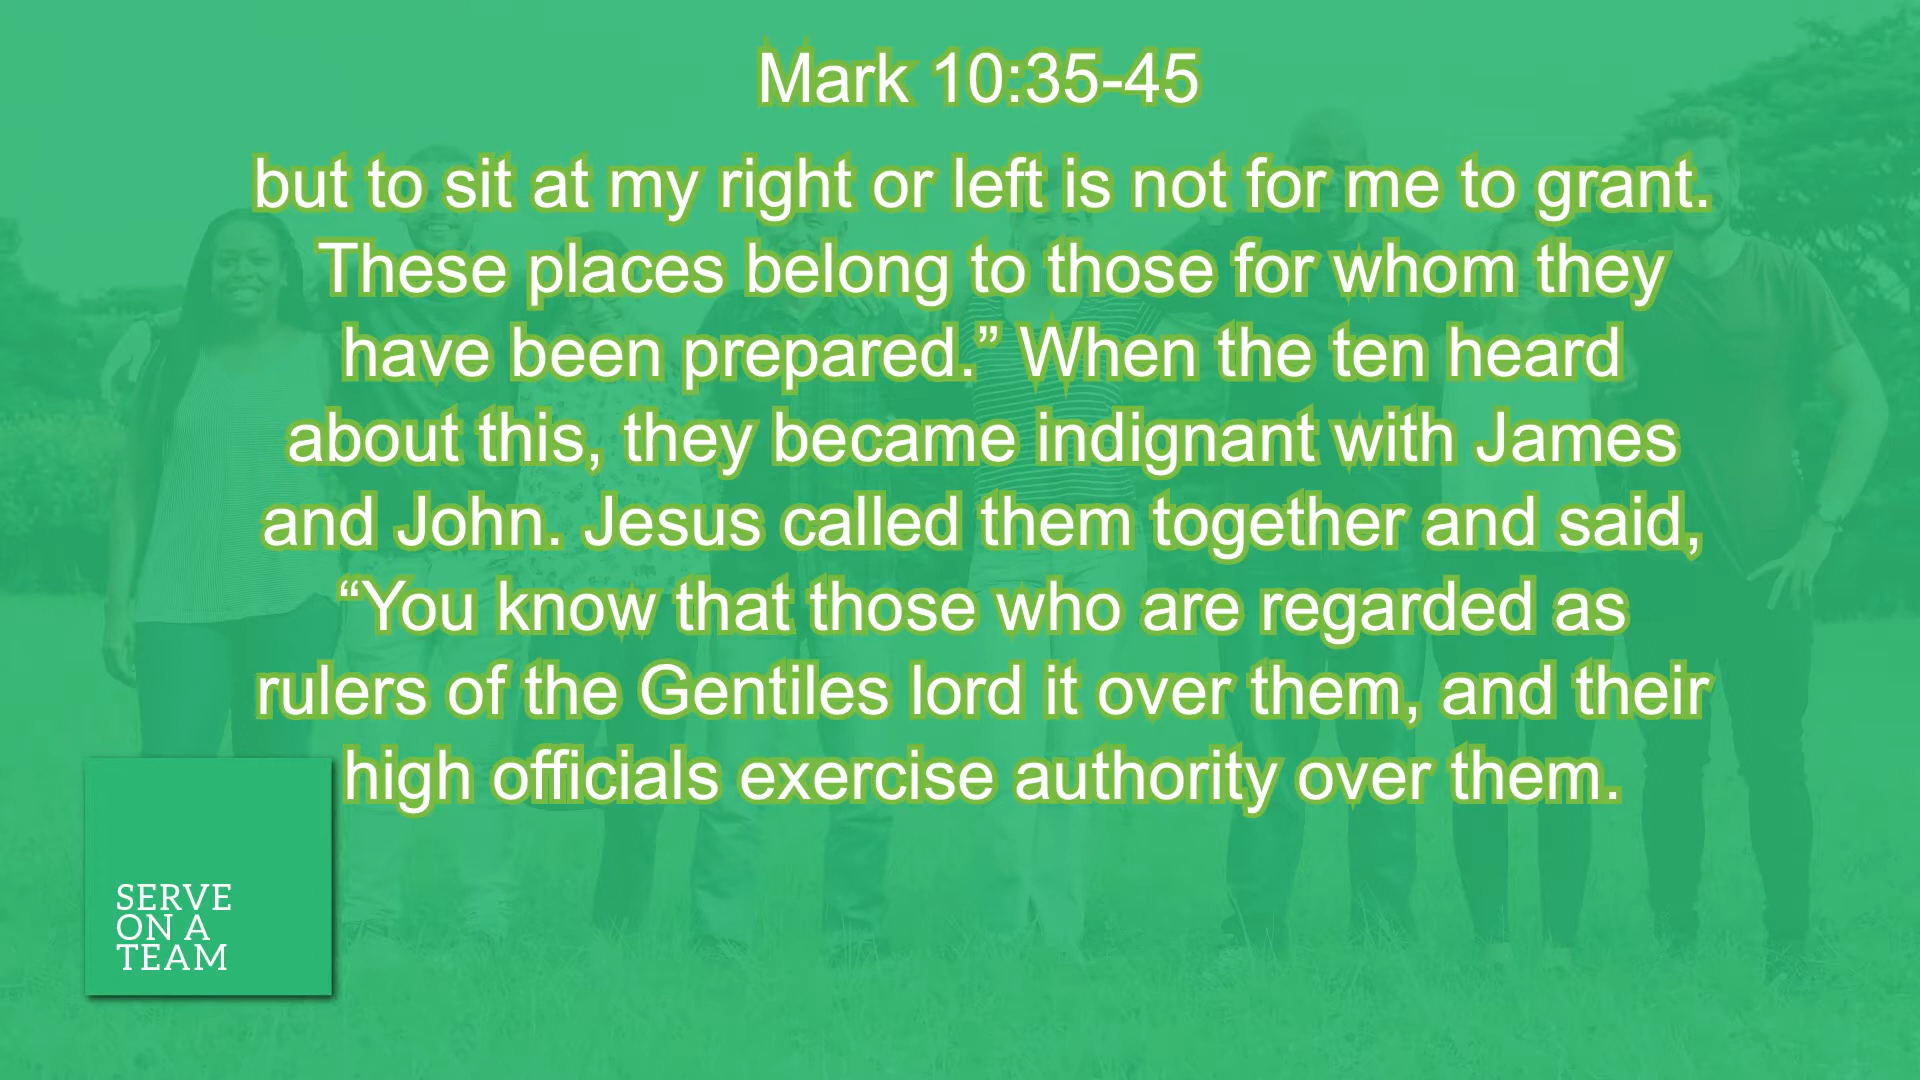 Mark 10:35-45
but to sit at my right or left is not for me to grant.
These places belong to those for whom they
have been prepared.” When the ten heard
about this, they became indignant with James
and John. Jesus called them together and said,
“You know that those who are regarded as
rulers of the Gentiles lord it over them, and their
high officials exercise authority over them.
SERVE
ON A
TEAM